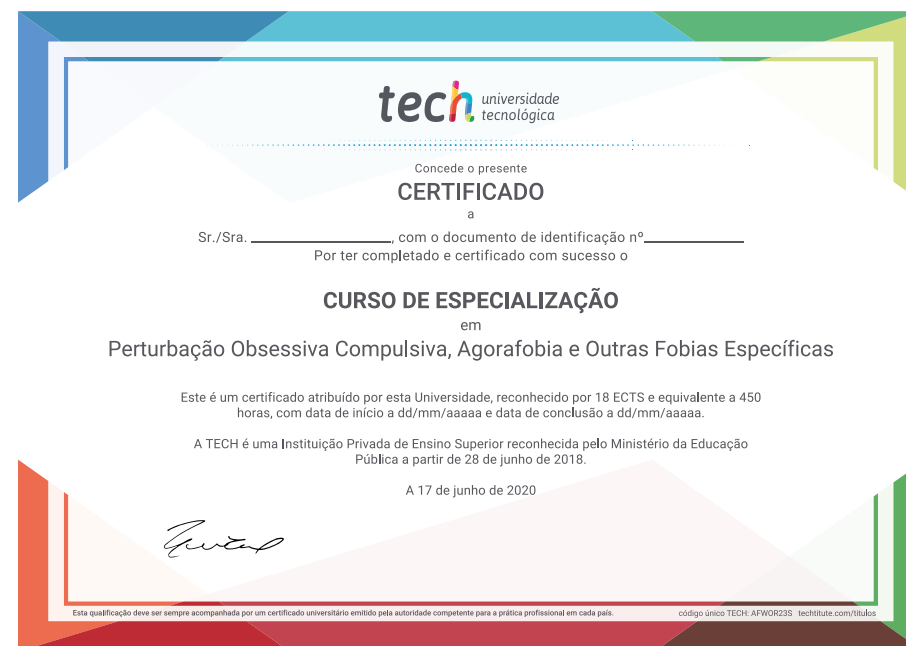 tech universidade
tecnológica
Concede o presente
CERTIFICADO
a
Sr./Sra. ____________________, com o documento de identificação nº______________
Por ter completado e certificado com sucesso o
CURSO DE ESPECIALIZAÇÃO
em
Perturbação Obsessiva Compulsiva, Agorafobia e Outras Fobias Específicas
Este é um certificado atribuído por esta Universidade, reconhecido por 18 ECTS e equivalente a 450
horas, com data de início a dd/mm/aaaaa e data de conclusão a dd/mm/aaaaa.
A TECH é uma Instituição Privada de Ensino Superior reconhecida pelo Ministério da Educação
Pública a partir de 28 de junho de 2018.
A 17 de junho de 2020
Esta qualificação deve ser sempre acompanhada por um certificado universitário emitido pela autoridade competente para a prática profissional em cada país. código único TECH: AFWOR23S techtitute.com/titulos